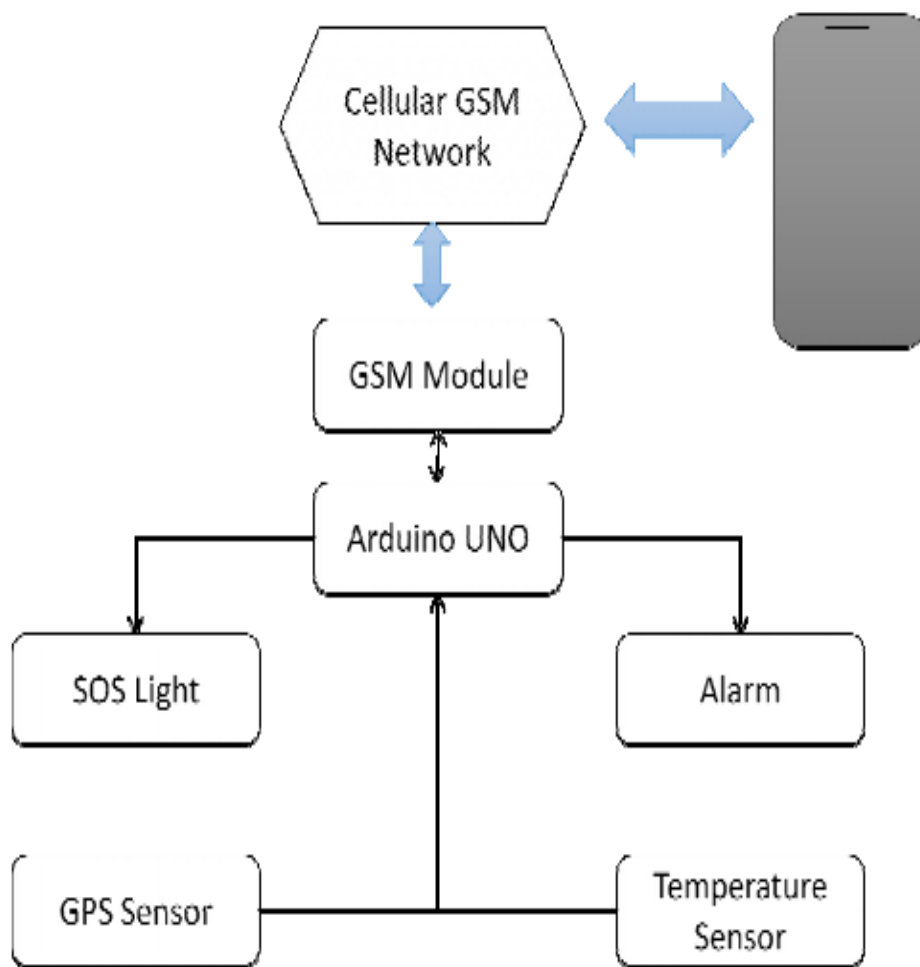 Cellular GSM
Network
GSM Module
Arduino UNO
SOS Light
Alarm
GPS Sensor
Temperature
Sensor